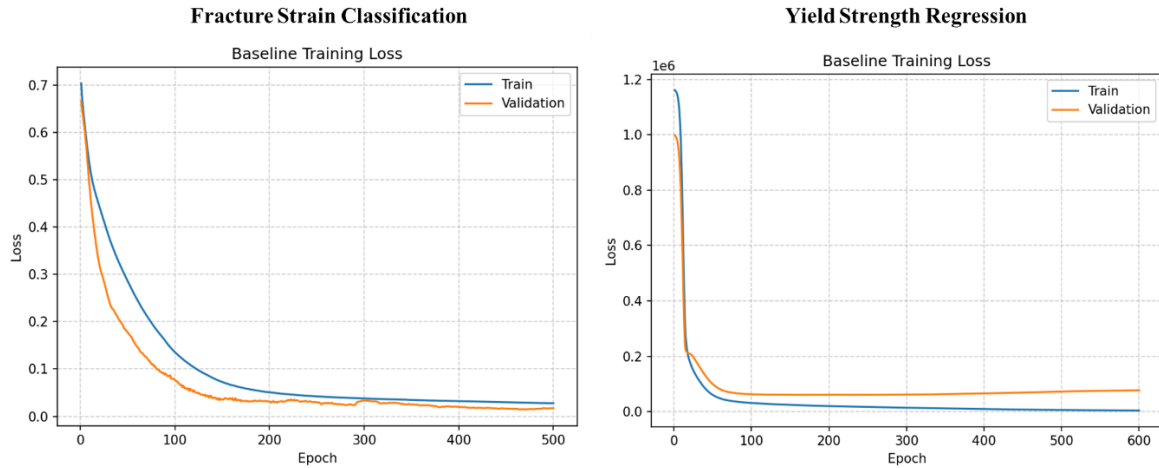 Fracture Strain Classification
Baseline Training Loss
Train
Validation
0.7
0.6
0.5
0.4
0.3
0.2
0.1
0.0
Loss
0 100 200 300 400 500
Epoch
Yield Strength Regression
Baseline Training Loss
1e6
Train
Validation
1.2
1.0
0.8
0.6
0.4
0.2
0.0
Loss
0 100 200 300 400 500 600
Epoch